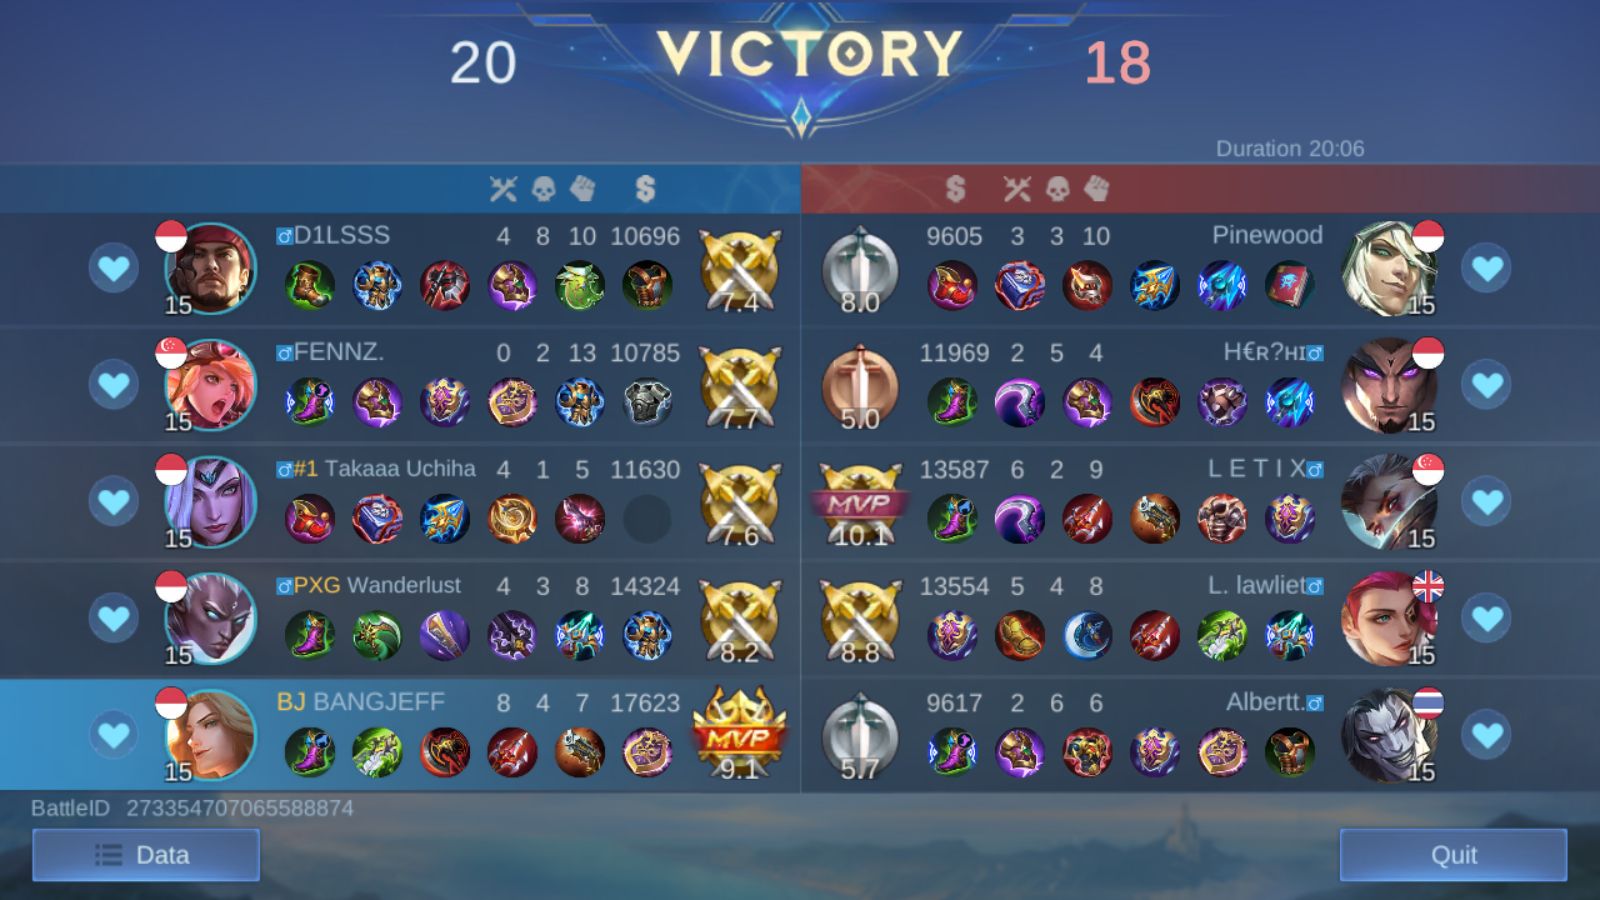 20 VICTORY 18
Duration 20:06
D1LSSS 4 8 10 10696 7.4
15
8.0 9605 3 3 10 Pinewood
15
FENNZ. 0 2 13 10785 7.7
15
5.0 11969 2 5 4 H€R?HI
15
#1 Takaaa Uchiha 4 1 5 11630 7.6
15
MVP 10.1 13587 6 2 9 L E T I X
15
PXG Wanderlust 4 3 8 14324 8.2
15
8.8 13554 5 4 8 L. lawliet
15
BJ BANGJEFF 8 4 7 17623 MVP 9.1
15
5.7 9617 2 6 6 Albertt.
15
BattleID 273354707065588874
Data
Quit